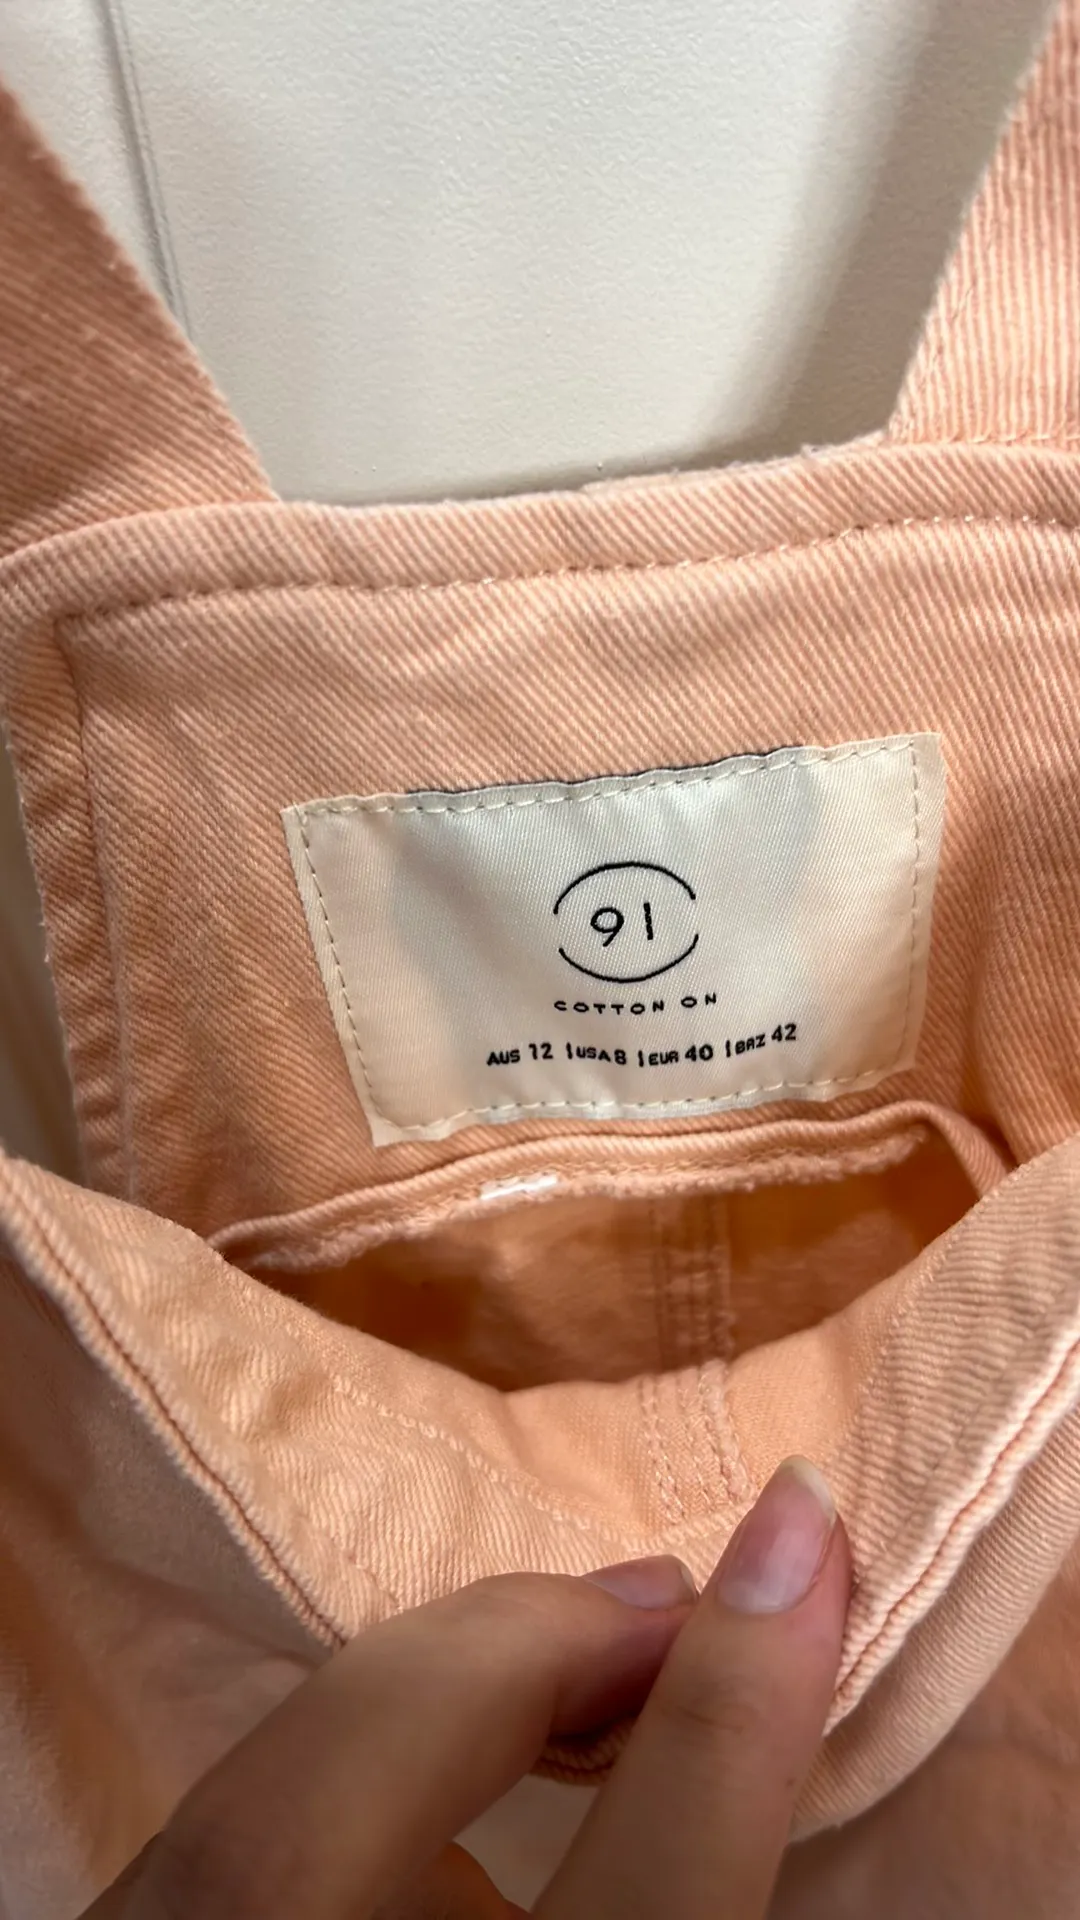 91
COTTON ON
AUS 12 | USA 8 | EUR 40 | BRZ 42